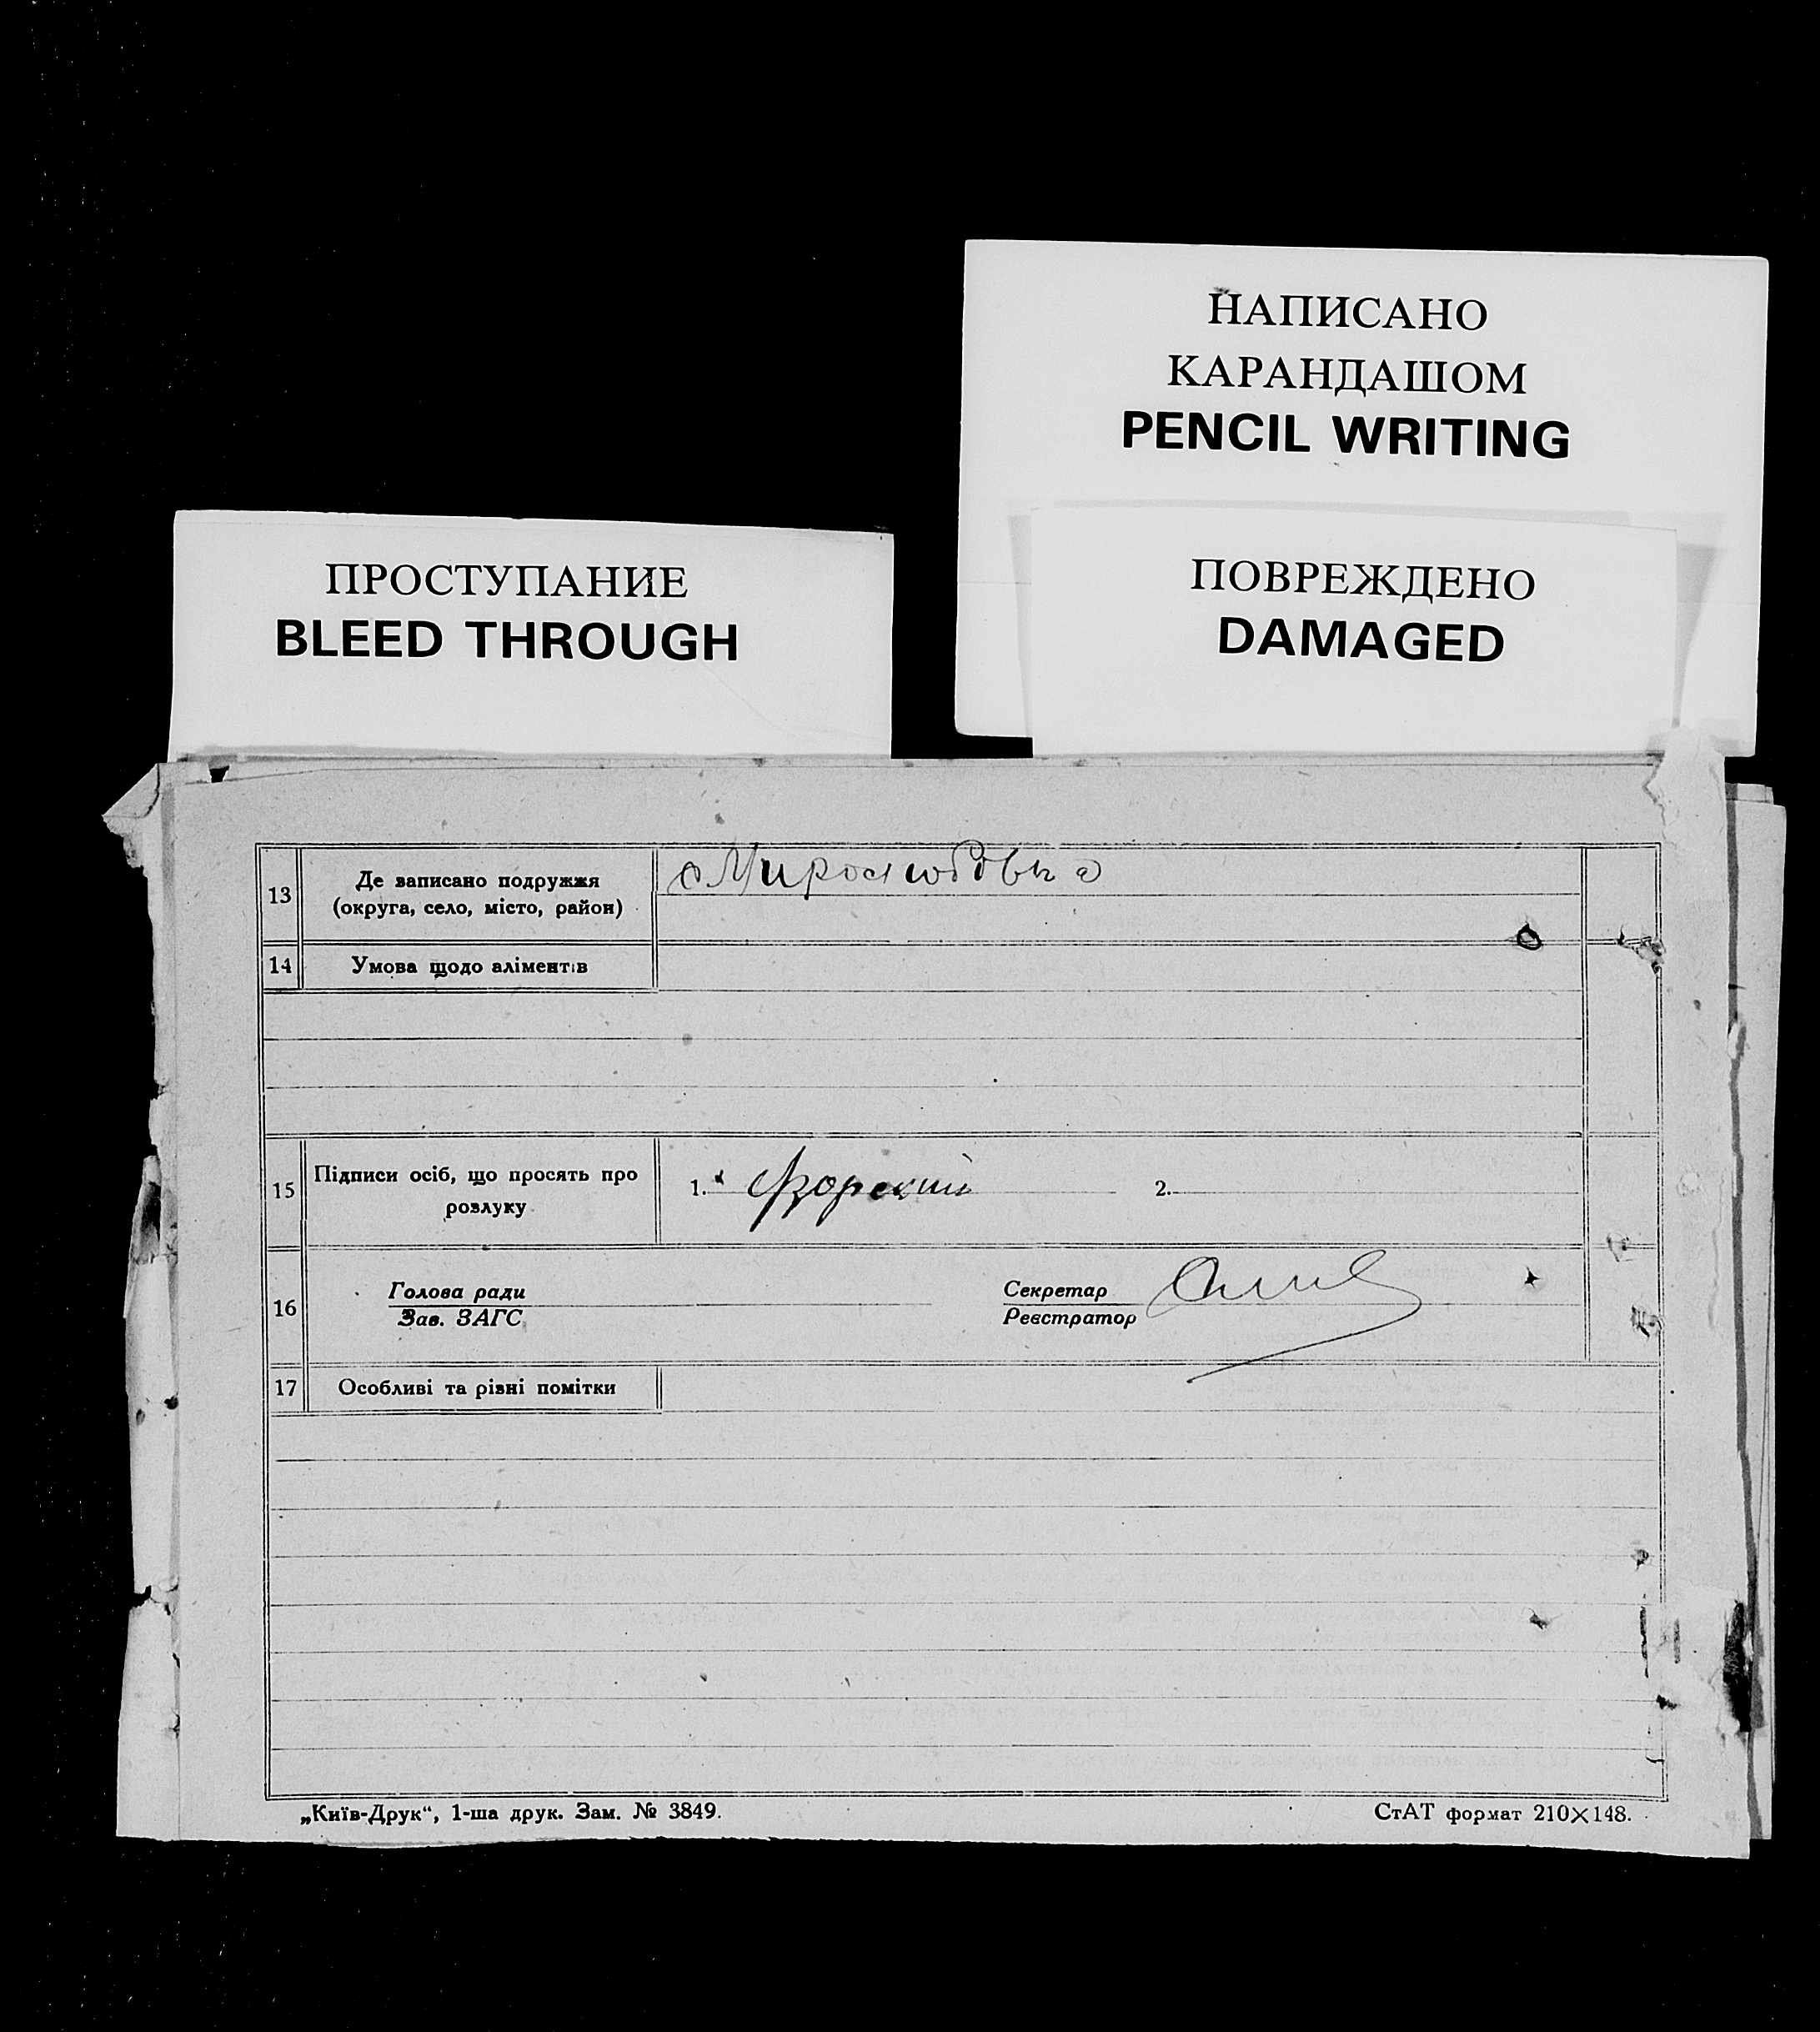 НАПИСАНО
КАРАНДАШОМ
PENCIL WRITING
ПРОСТУПАНИЕ
BLEED THROUGH
ПОВРЕЖДЕНО
DAMAGED
13 Де записано подружжя
(округа, село, місто, район)
14 Умова щодо аліментів
15 Підписи осіб, що просять про
розлуку
1. 2.
16 Голова ради
Зав. ЗАГС
Секретар
Реєстратор
17 Особливі та різні помітки
„Київ-Друк“, 1-ша друк. Зам. № 3849.
СтАТ формат 210×148.